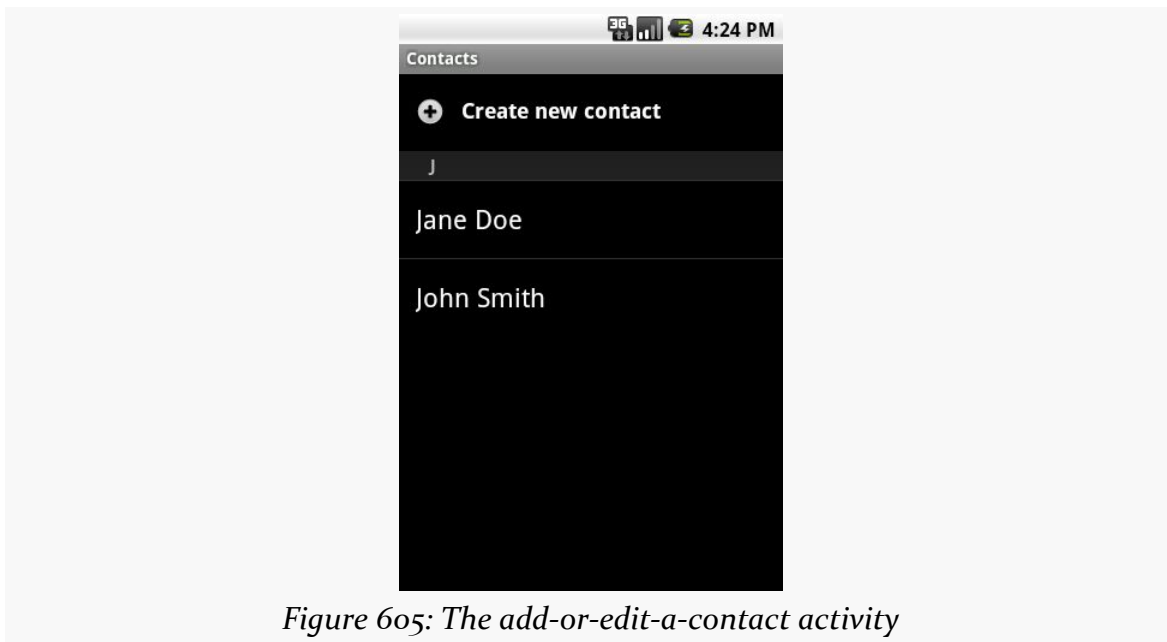 3G 4:24 PM
Contacts
Create new contact
J
Jane Doe
John Smith
Figure 605: The add-or-edit-a-contact activity